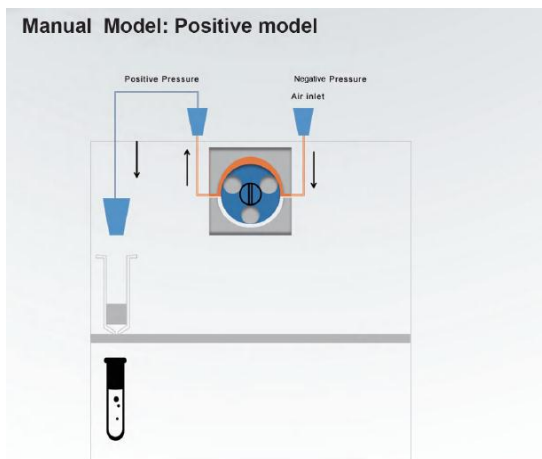 Manual Model: Positive model
Positive Pressure
Negative Pressure
Air inlet